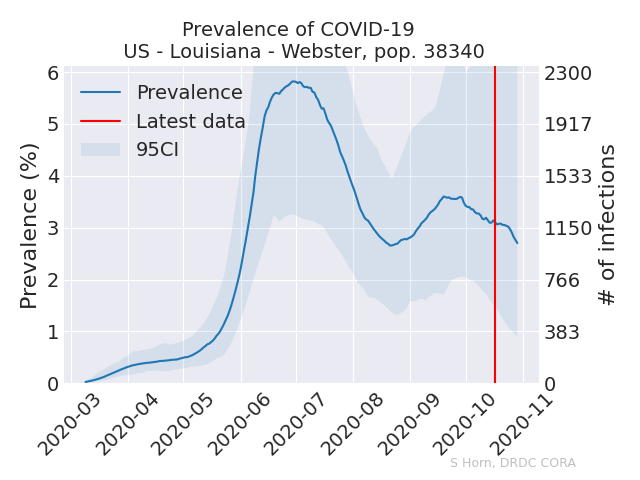 Prevalence of COVID-19
US - Louisiana - Webster, pop. 38340
Prevalence
Latest data
95CI
Prevalence (%)
6
5
4
3
2
1
0
2300
1917
1533
1150
766
383
0
# of infections
2020-03
2020-04
2020-05
2020-06
2020-07
2020-08
2020-09
2020-10
2020-11
S Horn, DRDC CORA